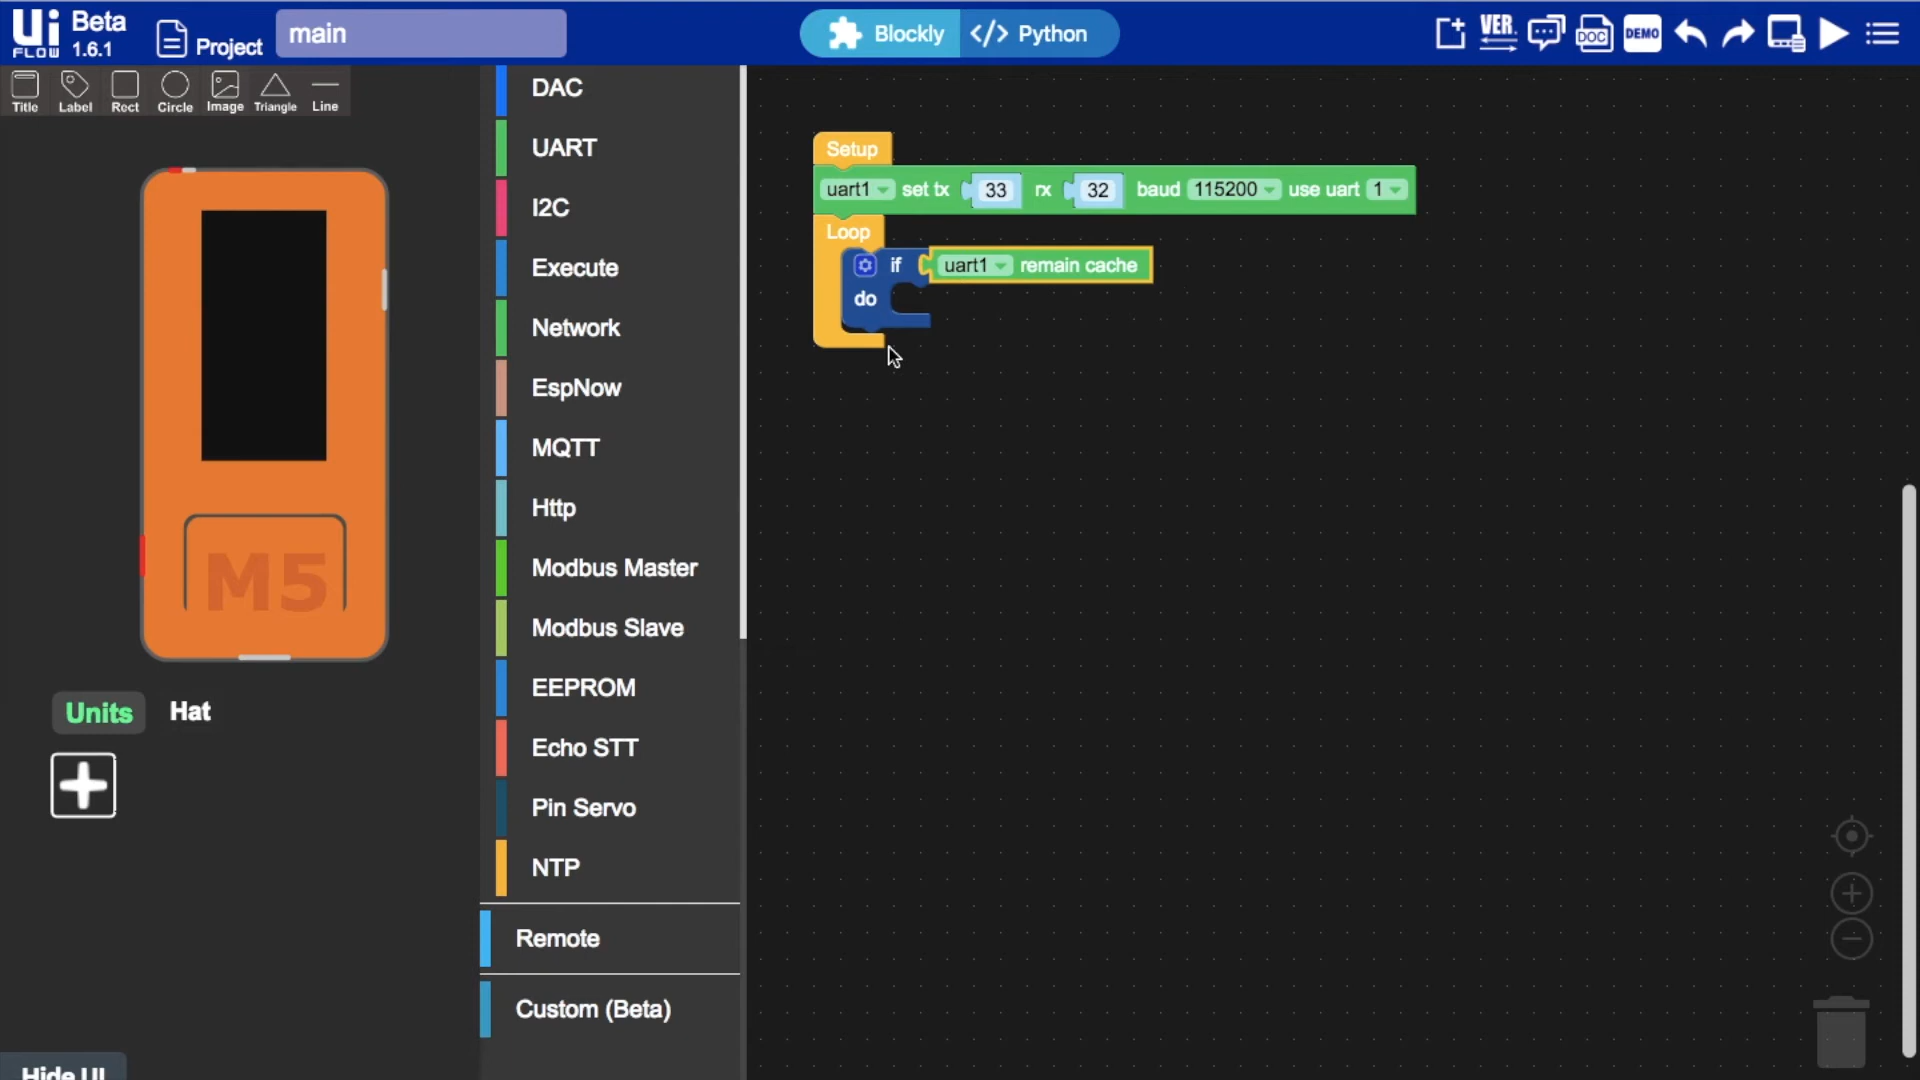 Ui FLOW
Beta
1.6.1
Project
main
Blockly
</> Python
VER.
DOC
DEMO
Title
Label
Rect
Circle
Image
Triangle
Line
M5
Units
Hat
Hide UI
DAC
UART
I2C
Execute
Network
EspNow
MQTT
Http
Modbus Master
Modbus Slave
EEPROM
Echo STT
Pin Servo
NTP
Remote
Custom (Beta)
Setup
uart1 set tx 33 rx 32 baud 115200 use uart 1
Loop
if uart1 remain cache
do